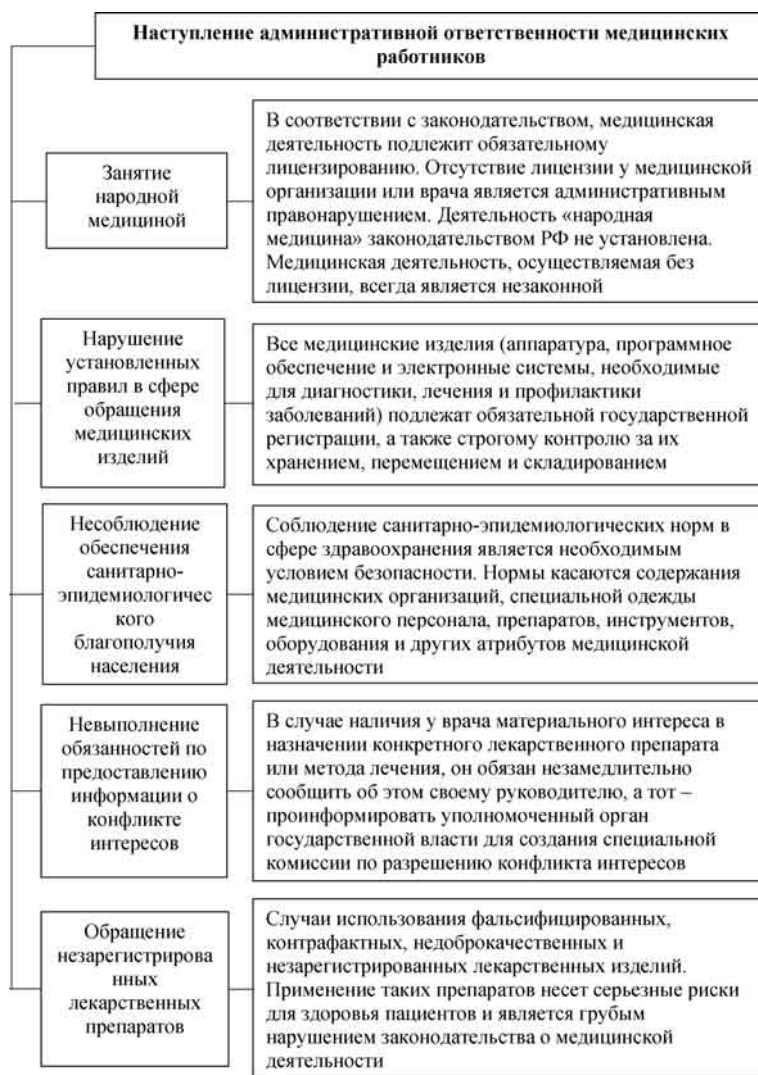 Наступление административной ответственности медицинских
работников
Занятие
народной
медициной
В соответствии с законодательством, медицинская
деятельность подлежит обязательному
лицензированию. Отсутствие лицензии у медицинской
организации или врача является административным
правонарушением. Деятельность «народная
медицина» законодательством РФ не установлена.
Медицинская деятельность, осуществляемая без
лицензии, всегда является незаконной
Нарушение
установленных
правил в сфере
обращения
медицинских
изделий
Все медицинские изделия (аппаратура, программное
обеспечение и электронные системы, необходимые
для диагностики, лечения и профилактики
заболеваний) подлежат обязательной государственной
регистрации, а также строгому контролю за их
хранением, перемещением и складированием
Несоблюдение
обеспечения
санитарно-
эпидемиологичес
кого
благополучия
населения
Соблюдение санитарно-эпидемиологических норм в
сфере здравоохранения является необходимым
условием безопасности. Нормы касаются содержания
медицинских организаций, специальной одежды
медицинского персонала, препаратов, инструментов,
оборудования и других атрибутов медицинской
деятельности
Невыполнение
обязанностей по
предоставлению
информации о
конфликте
интересов
В случае наличия у врача материального интереса в
назначении конкретного лекарственного препарата
или метода лечения, он обязан незамедлительно
сообщить об этом своему руководителю, а тот –
проинформировать уполномоченный орган
государственной власти для создания специальной
комиссии по разрешению конфликта интересов
Обращение
незарегистрирова
нных
лекарственных
препаратов
Случаи использования фальсифицированных,
контрафактных, недоброкачественных и
незарегистрированных лекарственных изделий.
Применение таких препаратов несет серьезные риски
для здоровья пациентов и является грубым
нарушением законодательства о медицинской
деятельности